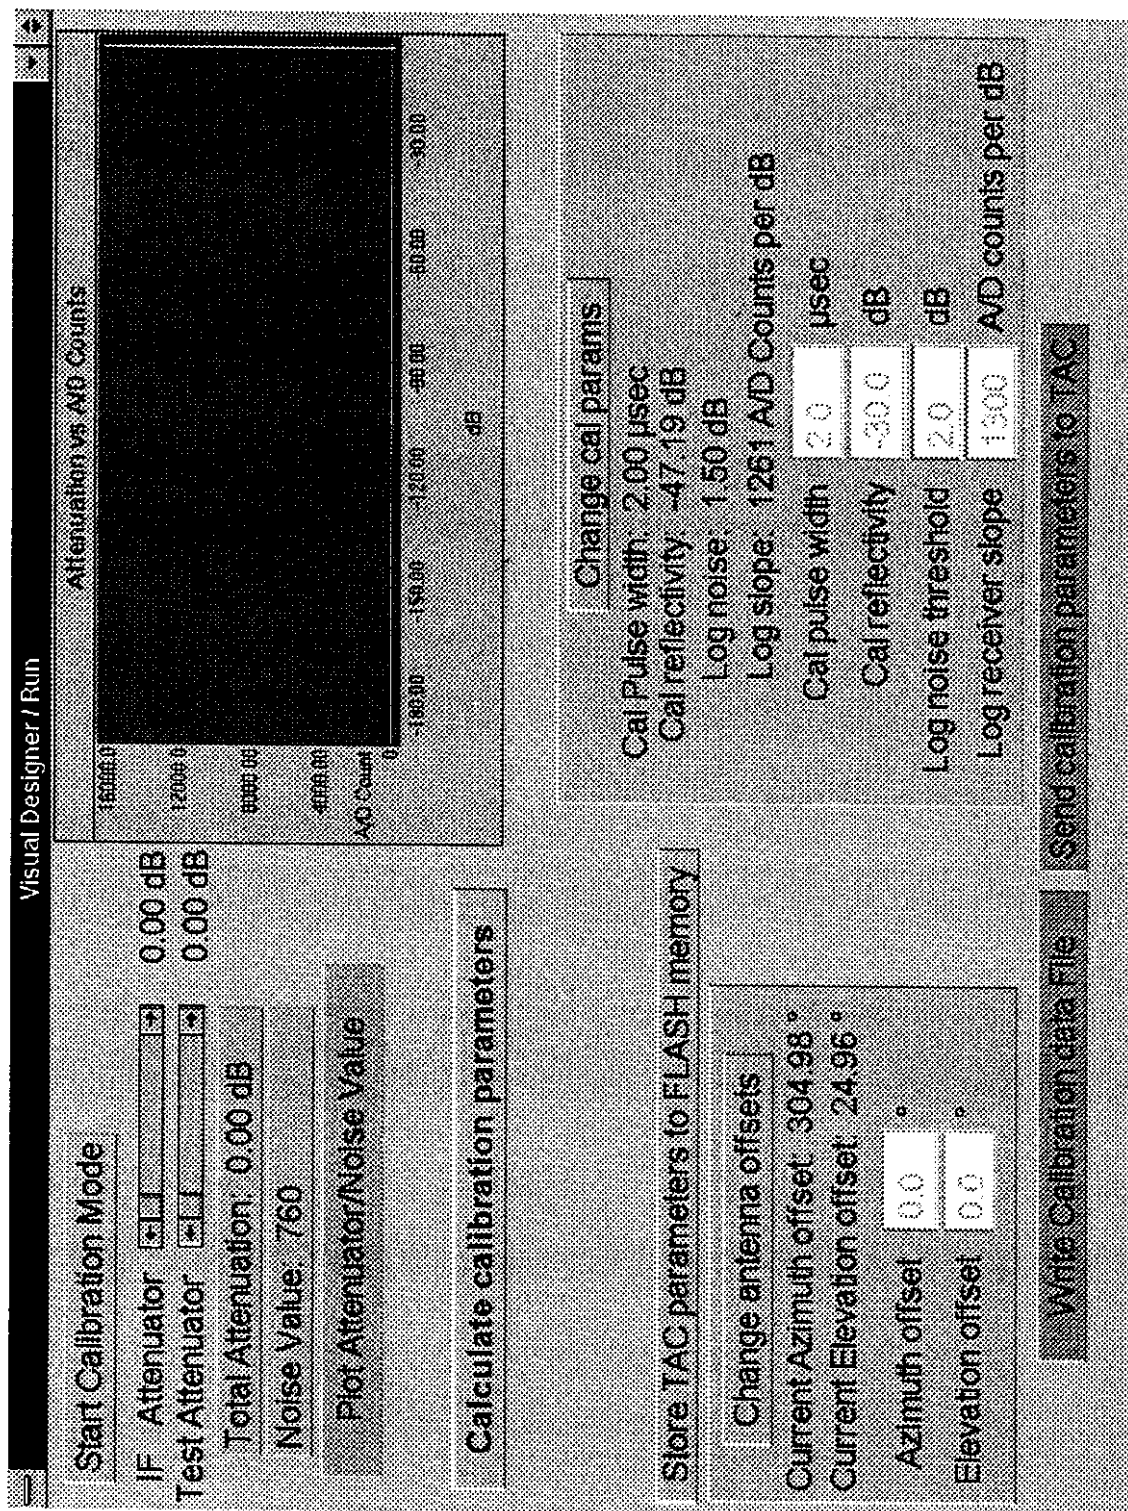 Visual Designer / Run
Start Calibration Mode
IF Attenuator 0.00 dB
Test Attenuator 0.00 dB
Total Attenuation: 0.00 dB
Noise Value: 760
Plot Attenuator/Noise Value
Calculate calibration parameters
Attenuation vs A/D Counts
16000.0
12000.0
8000.00
4000.00
A/D Count
0.
-180.00 -150.00 -120.00 -90.00 -60.00 -30.00
dB
Store TAC parameters to FLASH memory
Change antenna offsets
Current Azimuth offset: 304.98 °
Current Elevation offset: 24.96 °
Azimuth offset 0.0 °
Elevation offset 0.0 °
Change cal params
Cal Pulse width: 2.00 µsec
Cal reflectivity: -47.19 dB
Log noise: 1.50 dB
Log slope: 1261 A/D Counts per dB
Cal pulse width 2.0 µsec
Cal reflectivity -30.0 dB
Log noise threshold 2.0 dB
Log receiver slope 1300 A/D counts per dB
Write Calibration data File
Send calibration parameters to TAC